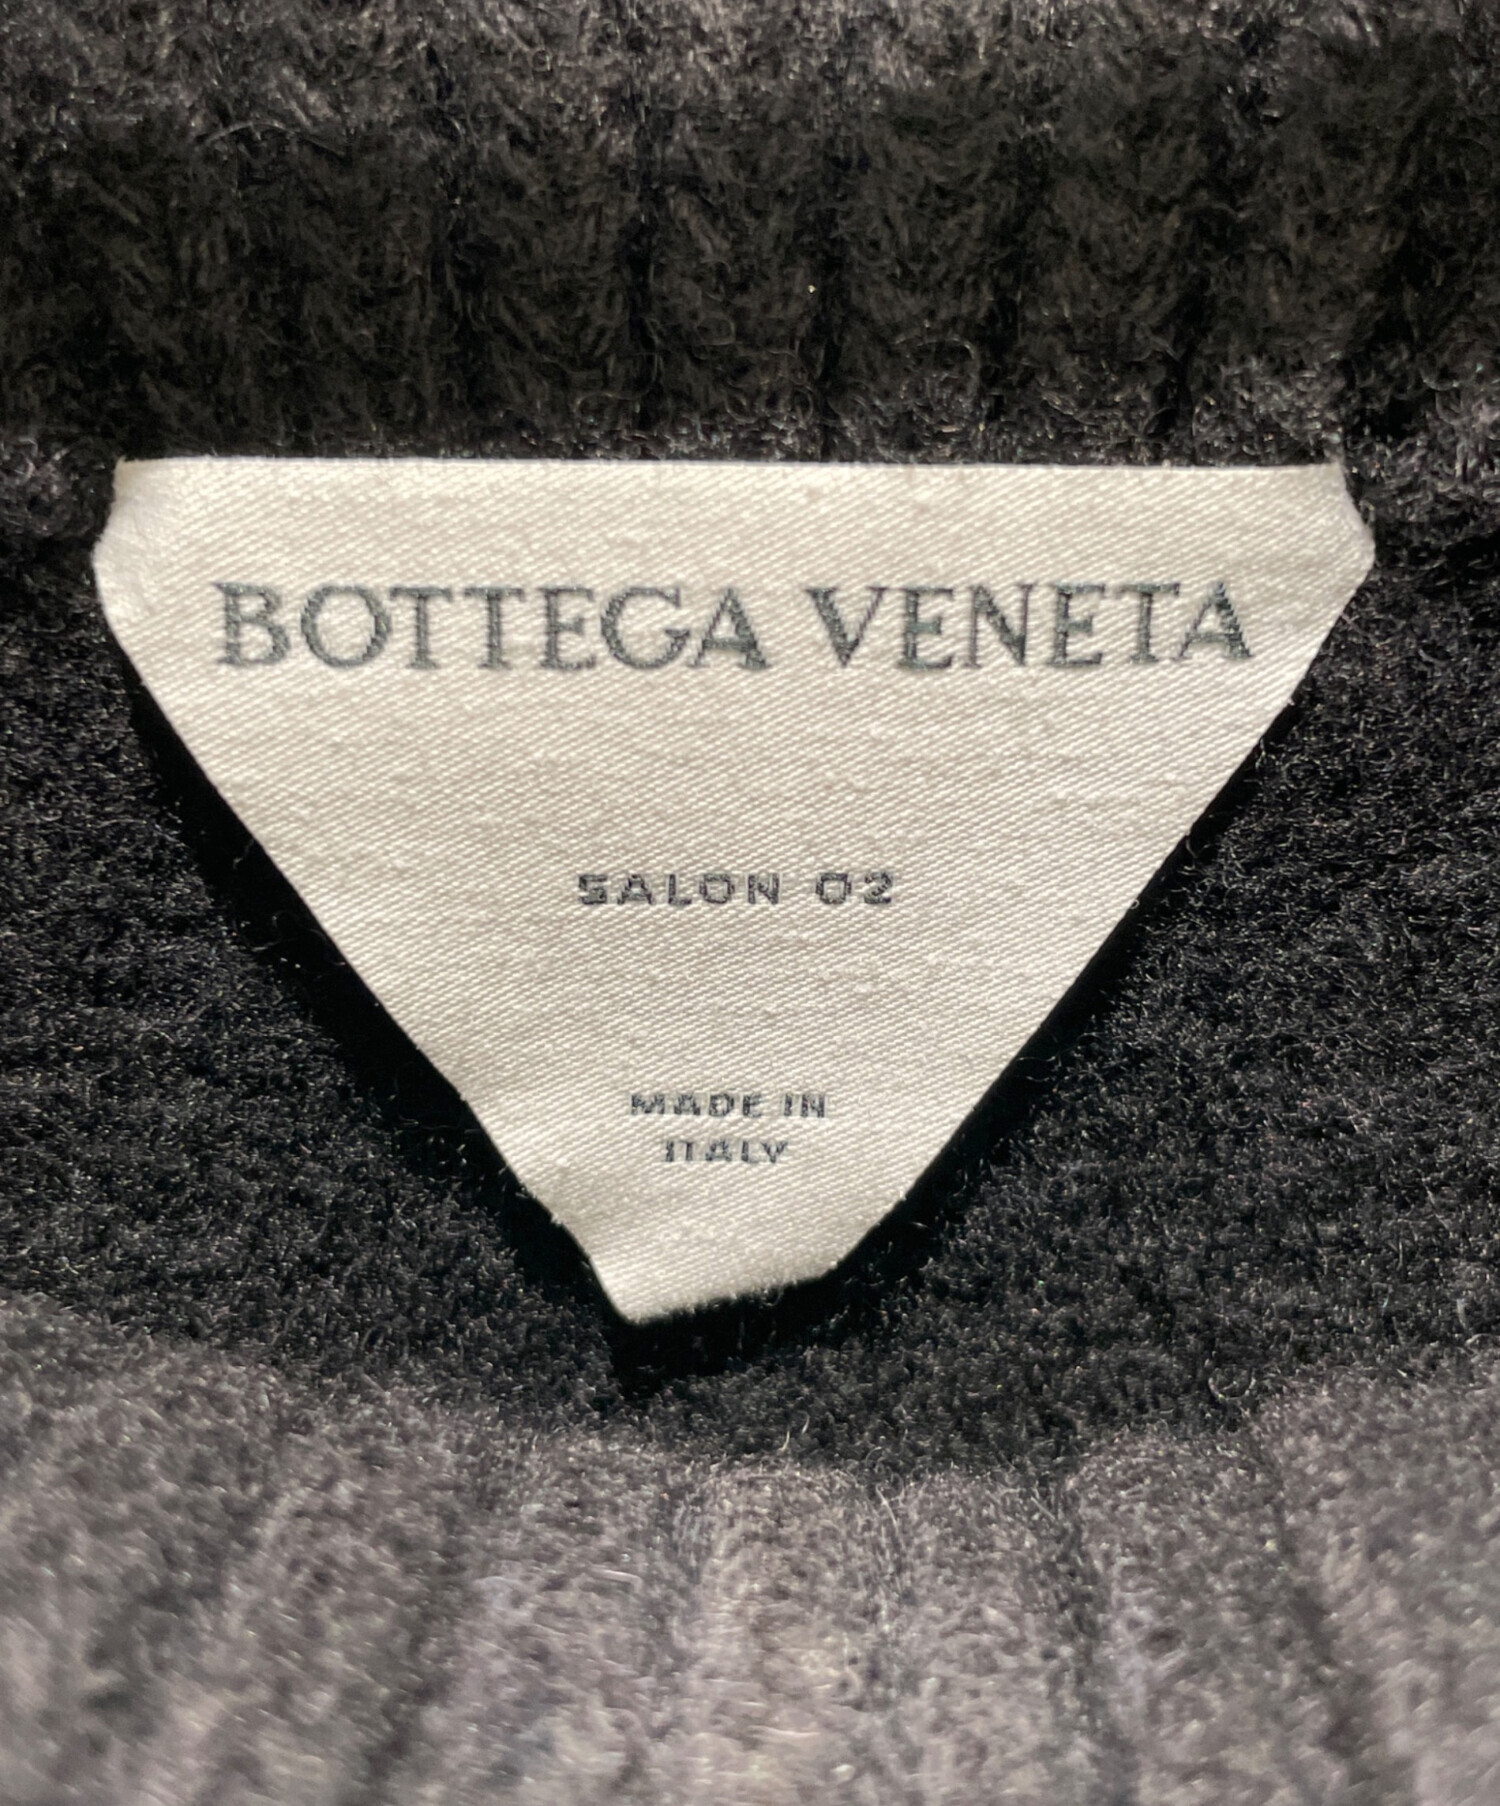 BOTTEGA VENETA
SALON 02
MADE IN
ITALY